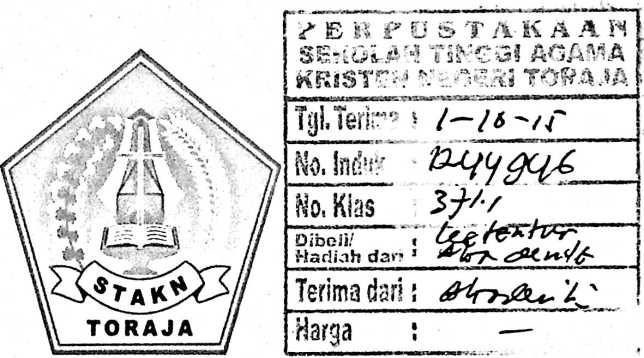 STAKN
TORAJA
PERPUSTAKAAN
SEKOLAH TINGGI AGAMA
KRISTEN NEGERI TORAJA
Tgl. Terima : 1-10-15
No. Induk
No. Klas 371.1
Dibeli/
Hadiah dari :
Terima dari :
Harga : —